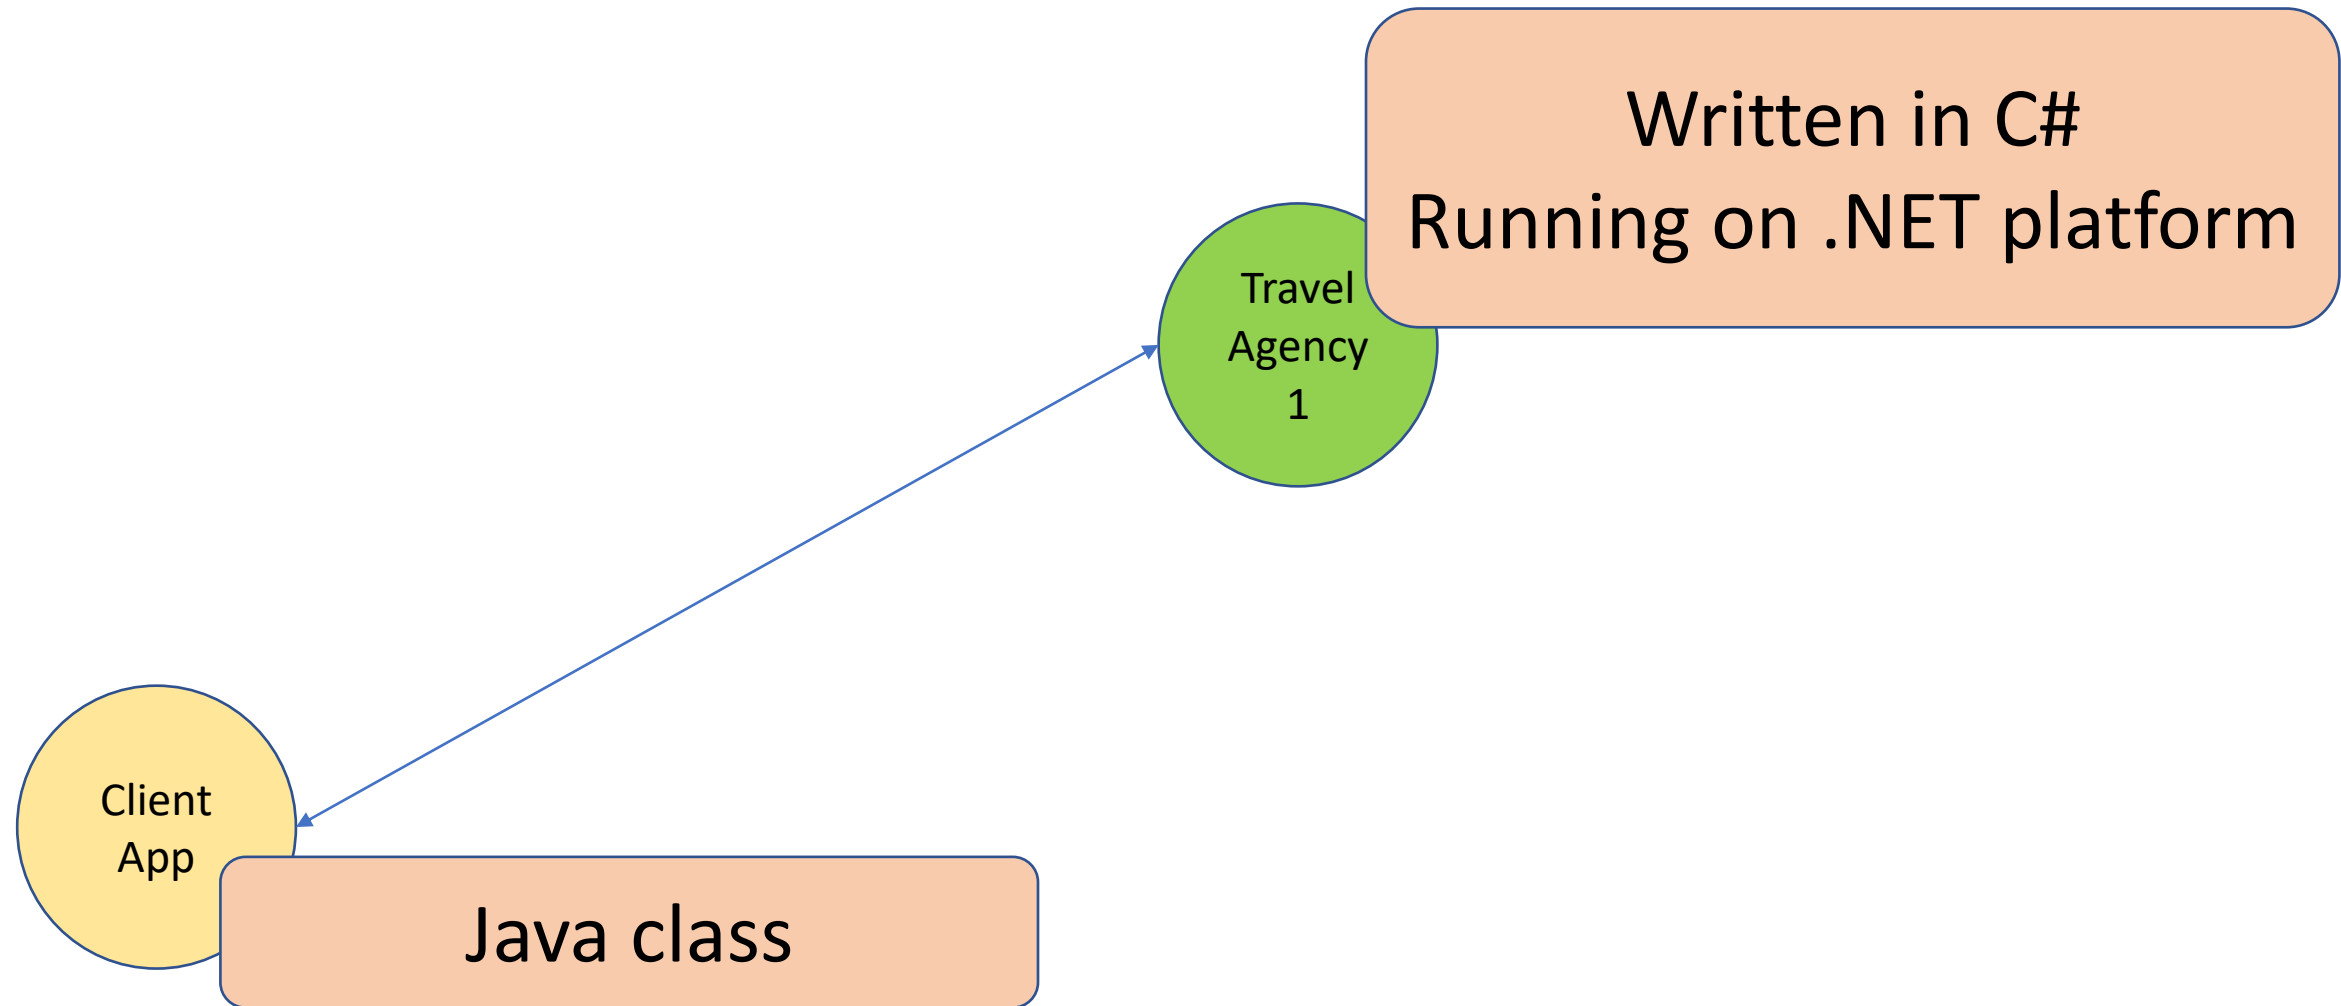 Written in C#
Running on .NET platform
Travel
Agency
1
Client
App
Java class